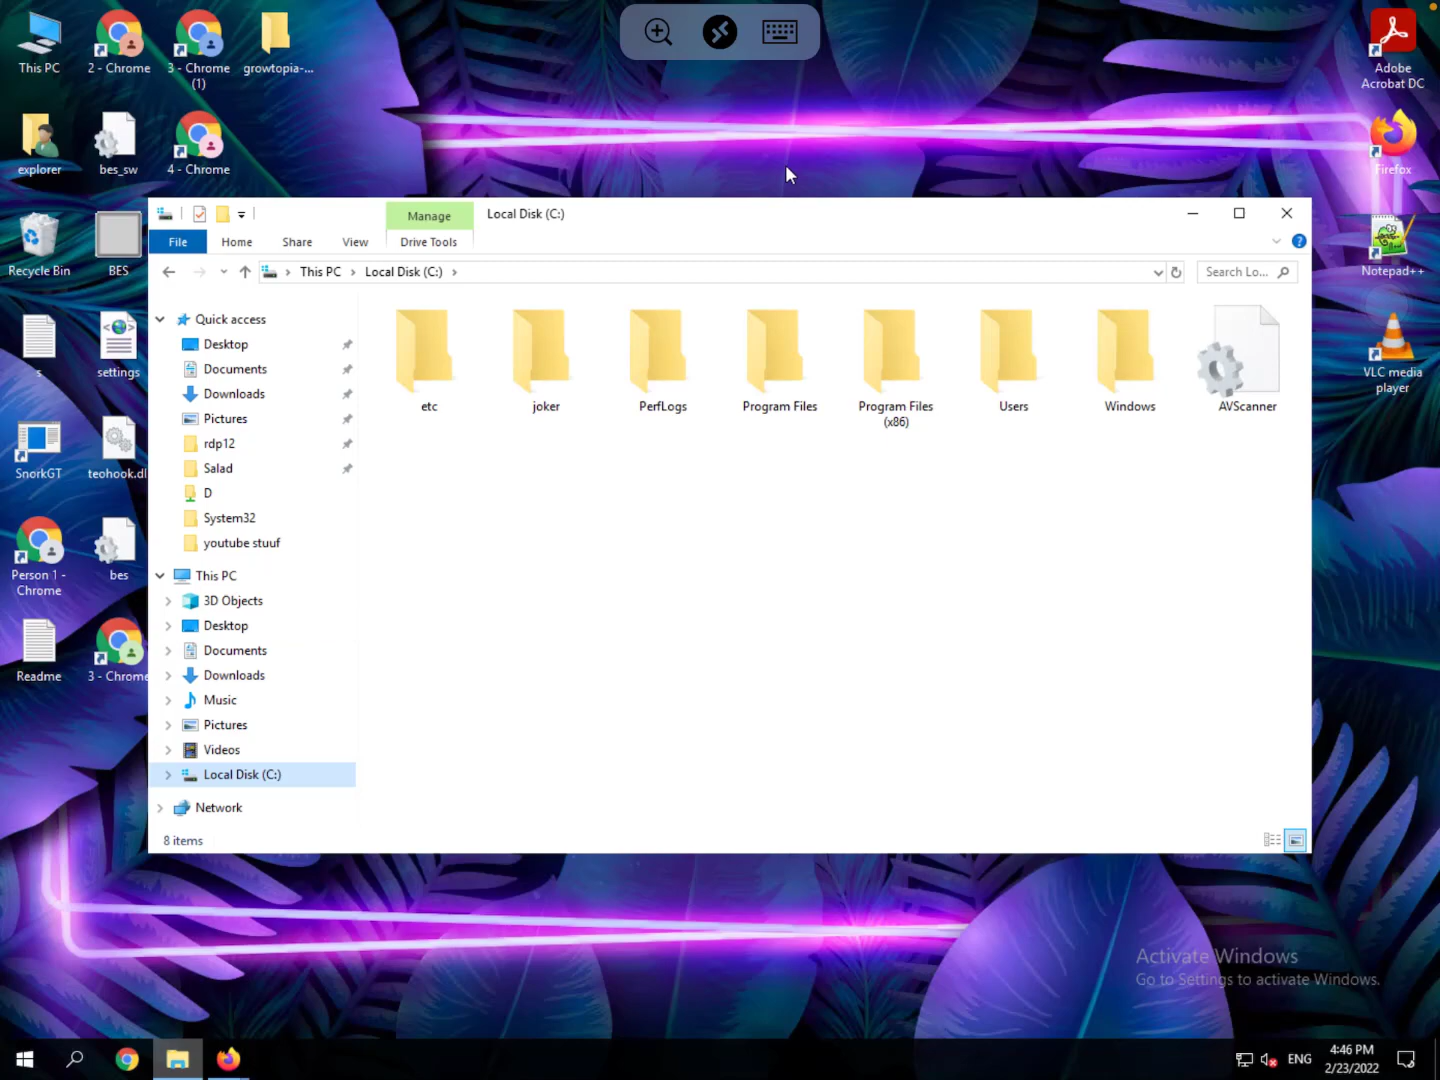 This PC
2 - Chrome
3 - Chrome
(1)
growtopia-...
Adobe
Acrobat DC
explorer
bes_sw
4 - Chrome
Firefox
Manage
Local Disk (C:)
File
Home
Share
View
Drive Tools
Recycle Bin
BES
Notepad++
This PC
Local Disk (C:)
Search Lo...
Quick access
Desktop
Documents
Downloads
Pictures
rdp12
Salad
D
System32
youtube stuuf
This PC
3D Objects
Desktop
Documents
Downloads
Music
Pictures
Videos
Local Disk (C:)
Network
8 items
etc
joker
PerfLogs
Program Files
Program Files
(x86)
Users
Windows
AVScanner
s
settings
VLC media
player
SnorkGT
teohook.dl
Person 1 -
Chrome
bes
Readme
3 - Chrome
Activate Windows
Go to Settings to activate Windows.
ENG
4:46 PM
2/23/2022